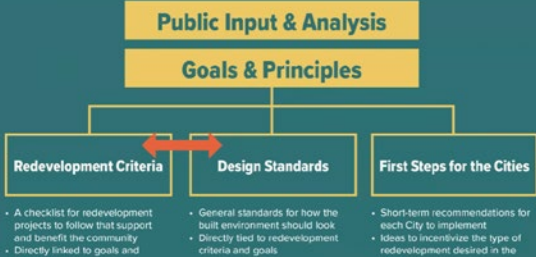 Public Input & Analysis
Goals & Principles
Redevelopment Criteria
Design Standards
First Steps for the Cities
• A checklist for redevelopment
projects to follow that support
and benefit the community
• Directly linked to goals and
• General standards for how the
built environment should look
• Directly tied to redevelopment
criteria and goals
• Short-term recommendations for
each City to implement
• Ideas to incentivize the type of
redevelopment desired in the